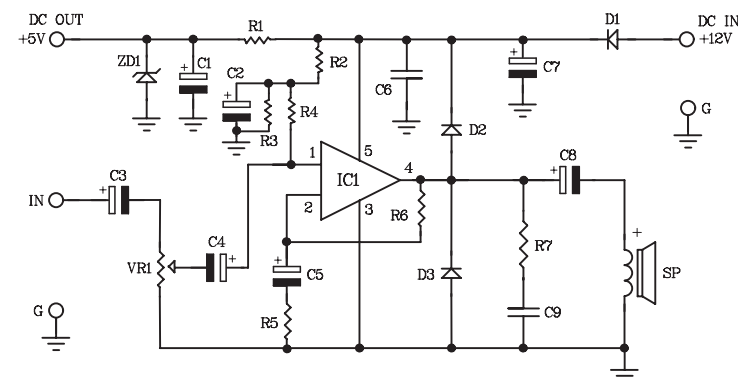 DC OUT
+5V
R1
D1
DC IN
+12V
ZD1
C1
+
C2
+
R2
R3
R4
C6
C7
+
D2
G
1
5
IC1
4
2
3
IN
C3
+
C8
+
R6
VR1
C4
+
C5
+
D3
R7
+
SP
G
R5
C9